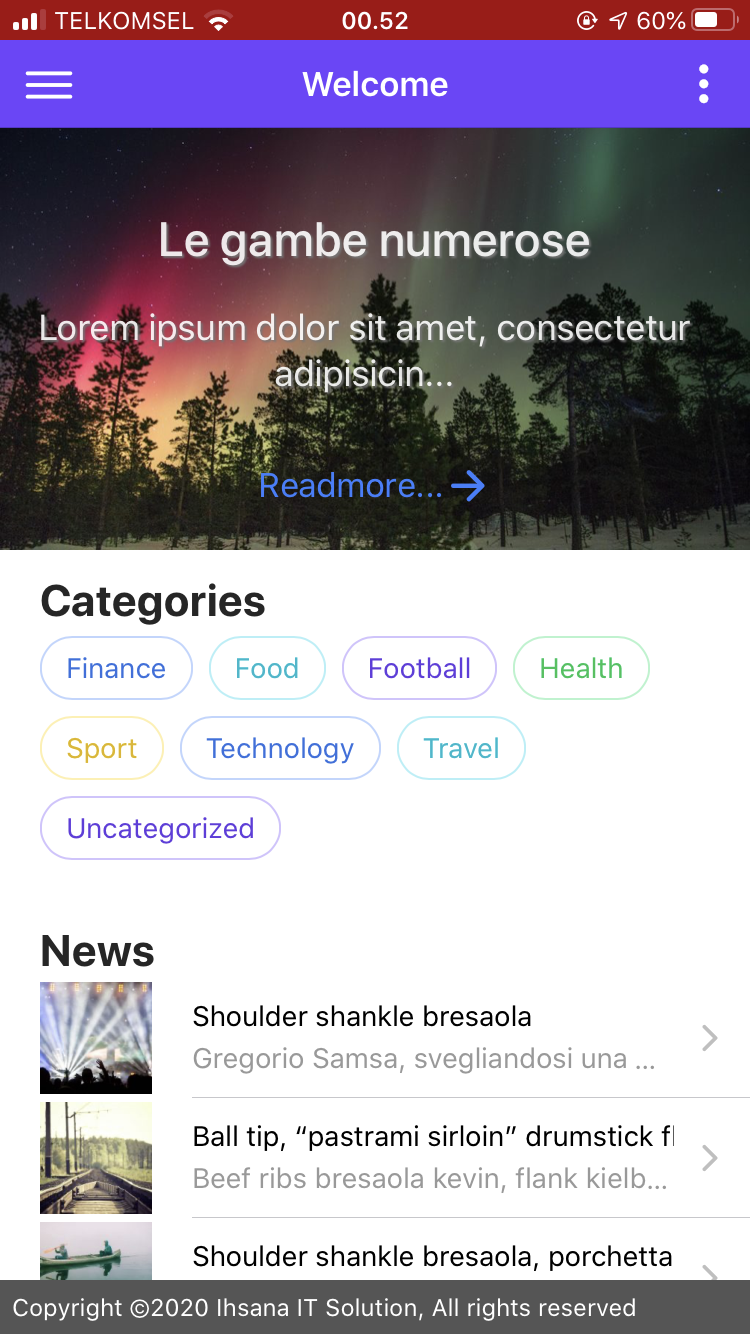 TELKOMSEL 00.52 60%
Welcome
Le gambe numerose
Lorem ipsum dolor sit amet, consectetur
adipisicin...
Readmore...
Categories
Finance Food Football Health
Sport Technology Travel
Uncategorized
News
Shoulder shankle bresaola
Gregorio Samsa, svegliandosi una ...
Ball tip, “pastrami sirloin” drumstick
Beef ribs bresaola kevin, flank kielb...
Shoulder shankle bresaola, porchetta
Copyright ©2020 Ihsana IT Solution, All rights reserved